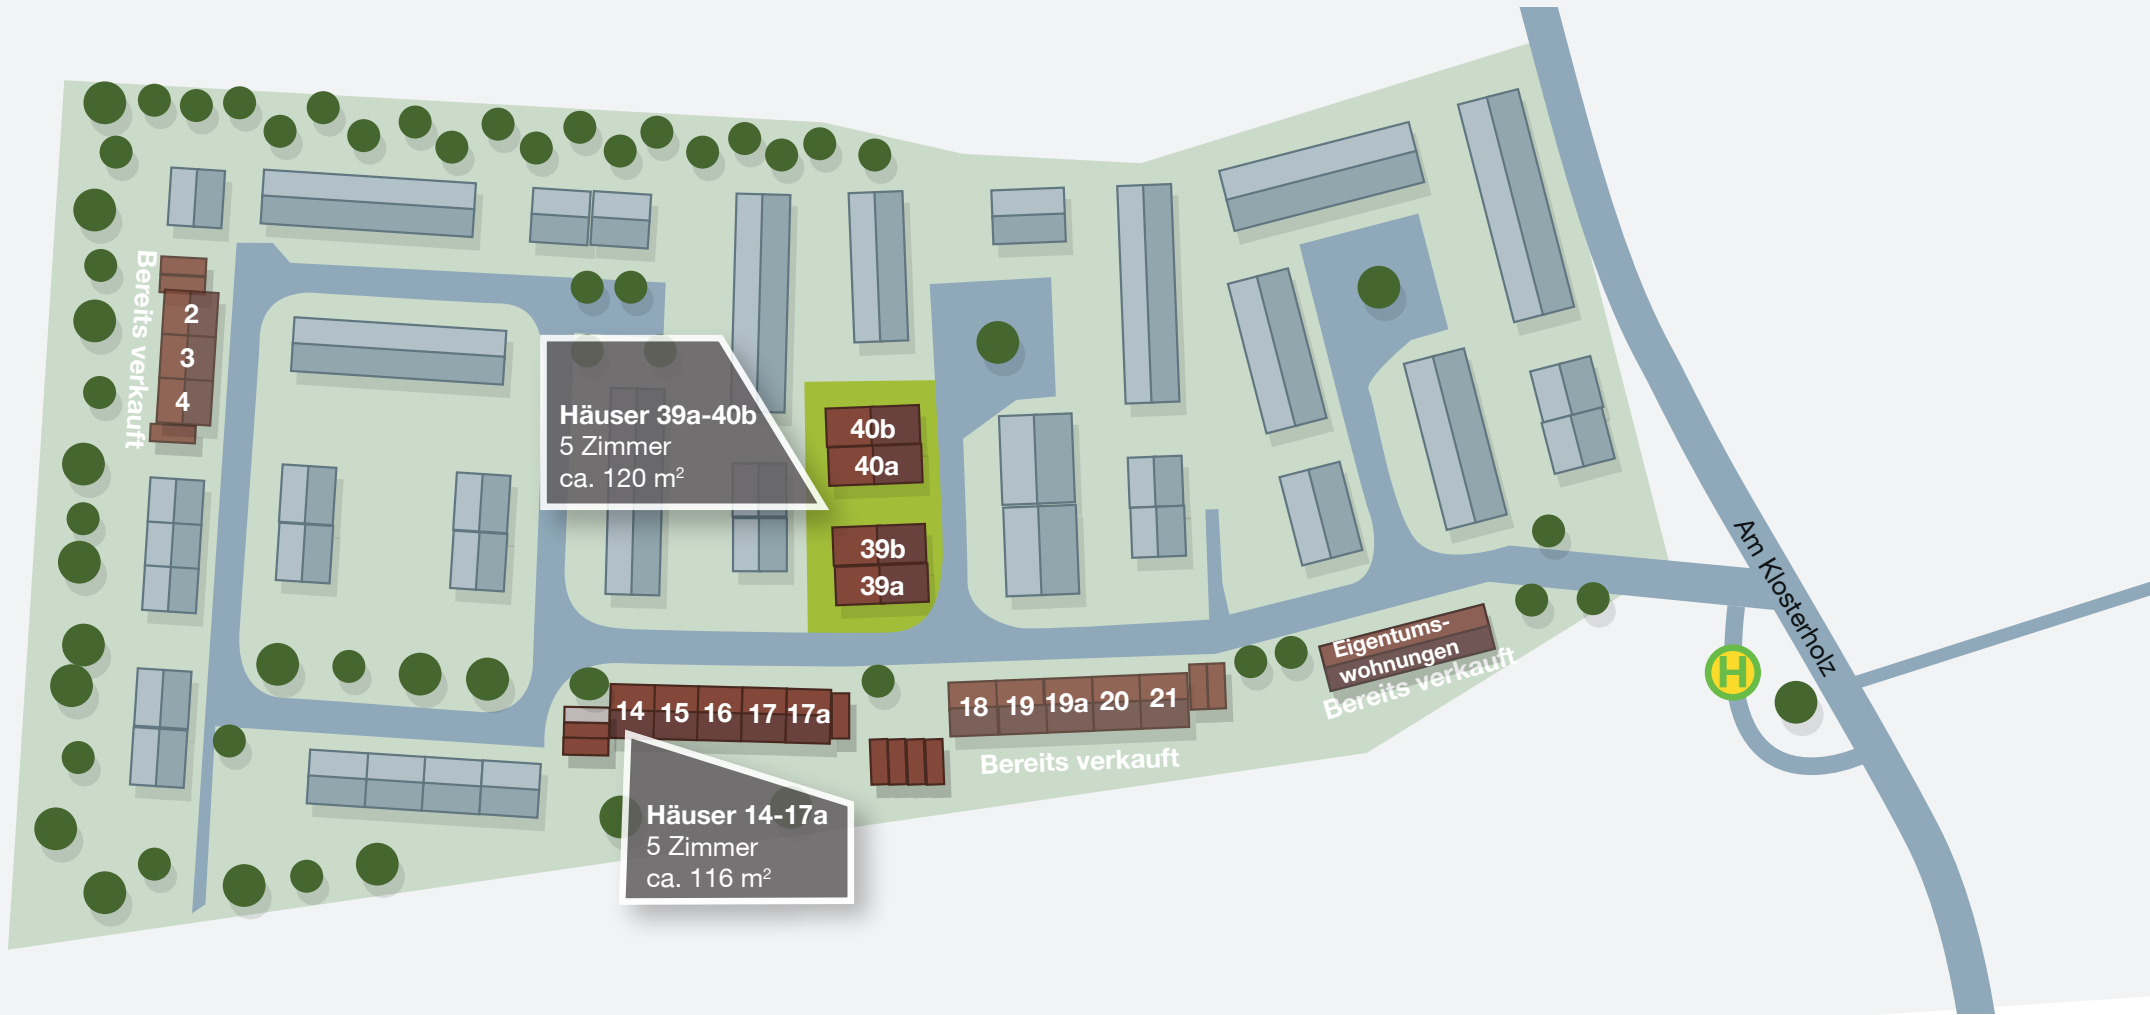 Bereits verkauft
2
3
4
Häuser 39a-40b
5 Zimmer
ca. 120 m²
40b
40a
39b
39a
14 15 16 17 17a
Häuser 14-17a
5 Zimmer
ca. 116 m²
18 19 19a 20 21
Bereits verkauft
Eigentums-
wohnungen
Bereits verkauft
Am Klosterholz
H